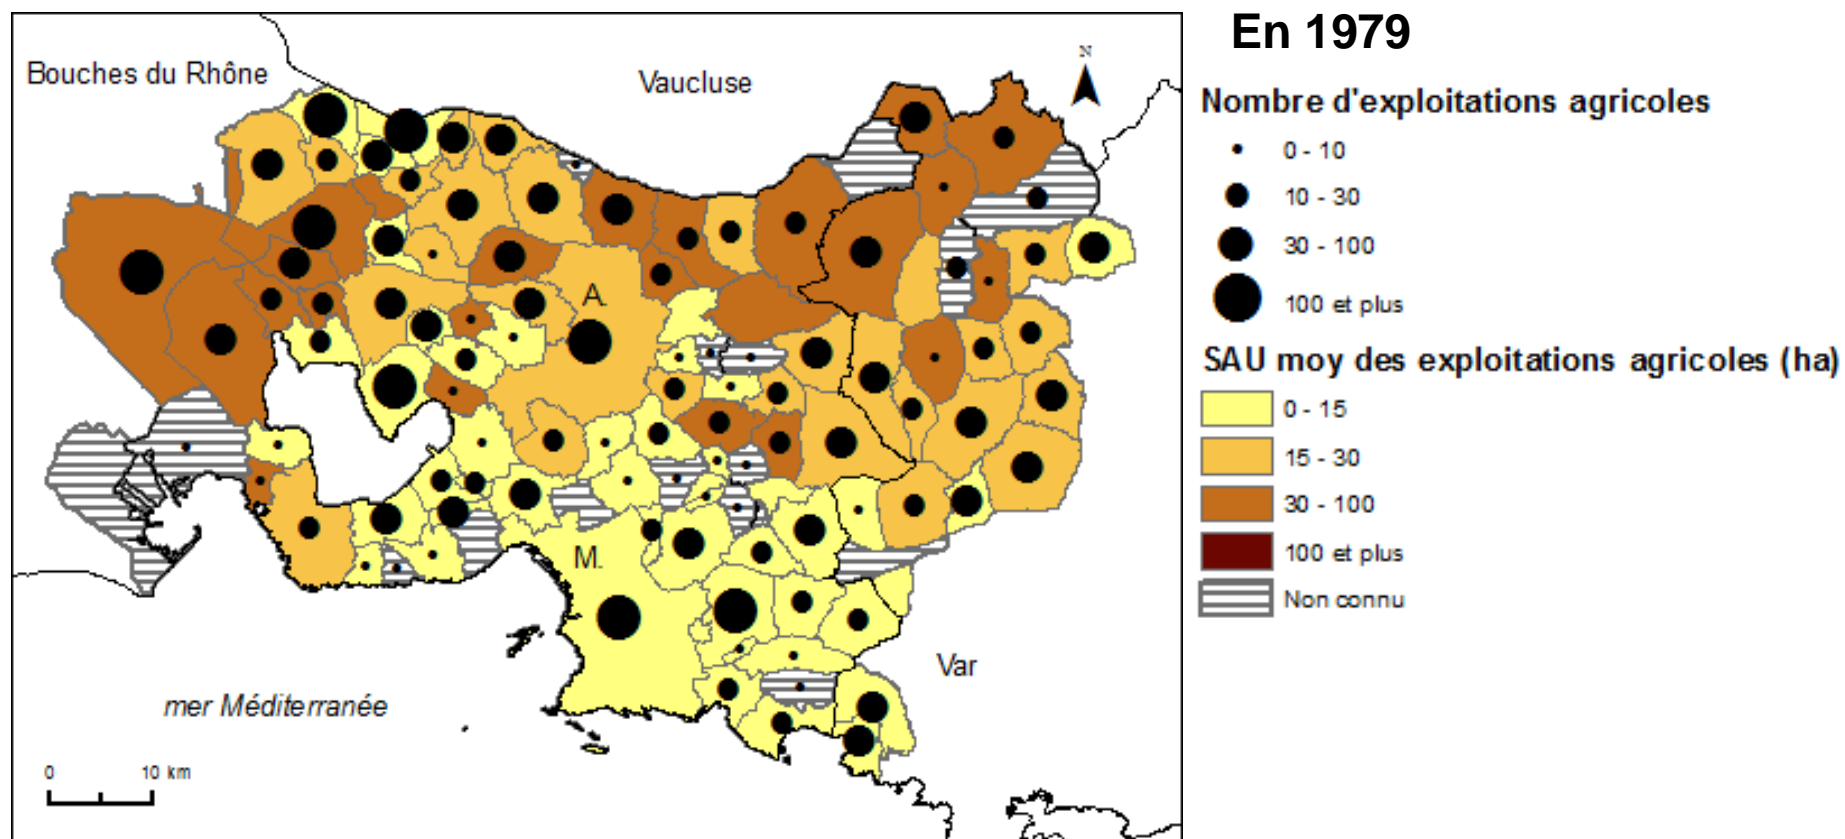 En 1979
Bouches du Rhône
Vaucluse
N
Nombre d'exploitations agricoles
0 - 10
10 - 30
30 - 100
100 et plus
A.
SAU moy des exploitations agricoles (ha)
0 - 15
15 - 30
30 - 100
100 et plus
Non connu
M.
Var
mer Méditerranée
0 10 km